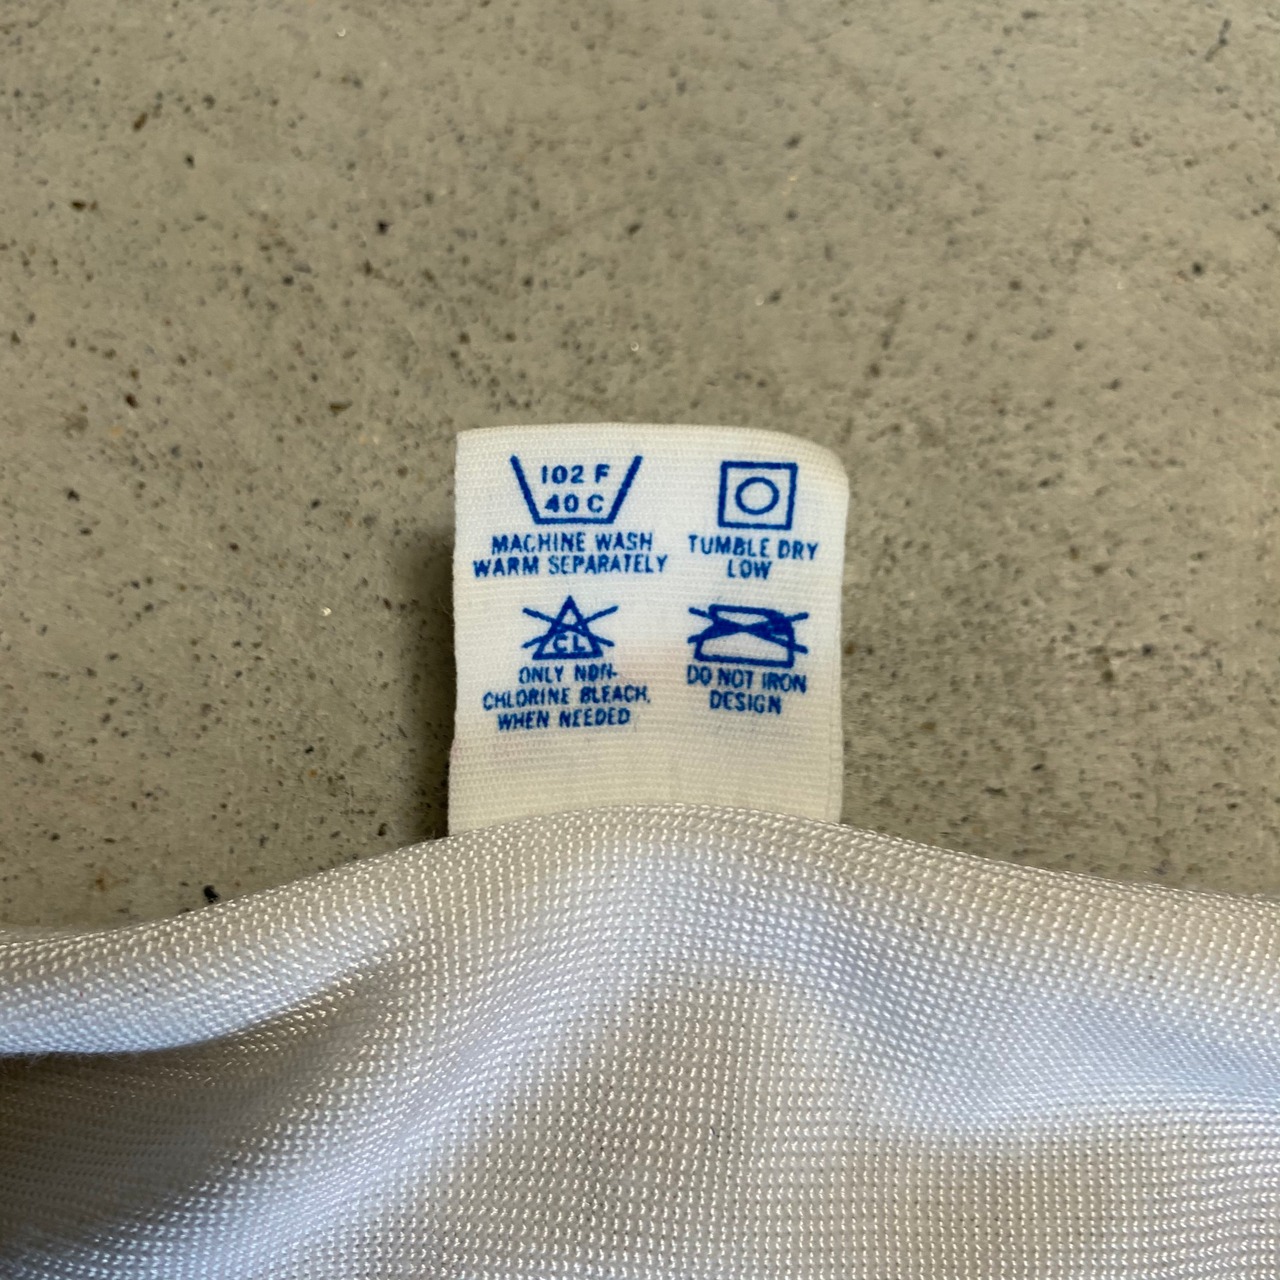 102 F
40 C
MACHINE WASH
WARM SEPARATELY
TUMBLE DRY
LOW
CL
ONLY NON-
CHLORINE BLEACH,
WHEN NEEDED
DO NOT IRON
DESIGN